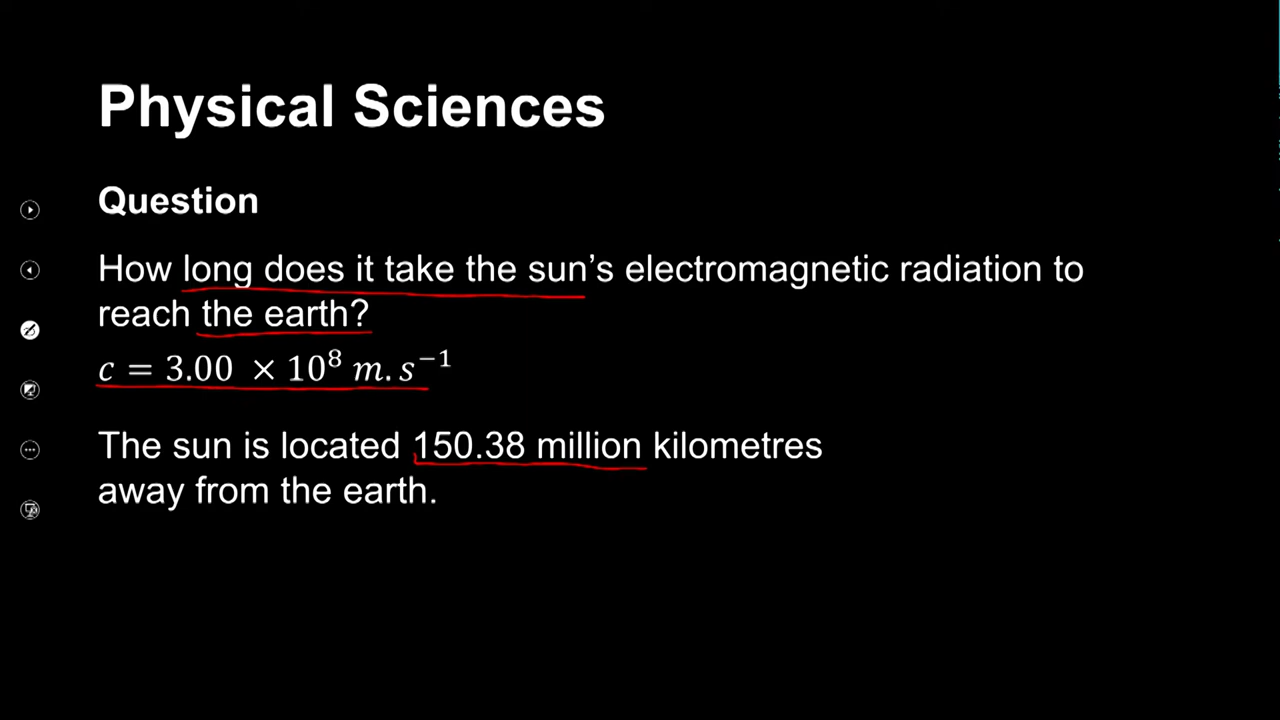 Physical Sciences
Question
How long does it take the sun’s electromagnetic radiation to
reach the earth?
c = 3.00 × 10⁸ m.s⁻¹
The sun is located 150.38 million kilometres
away from the earth.